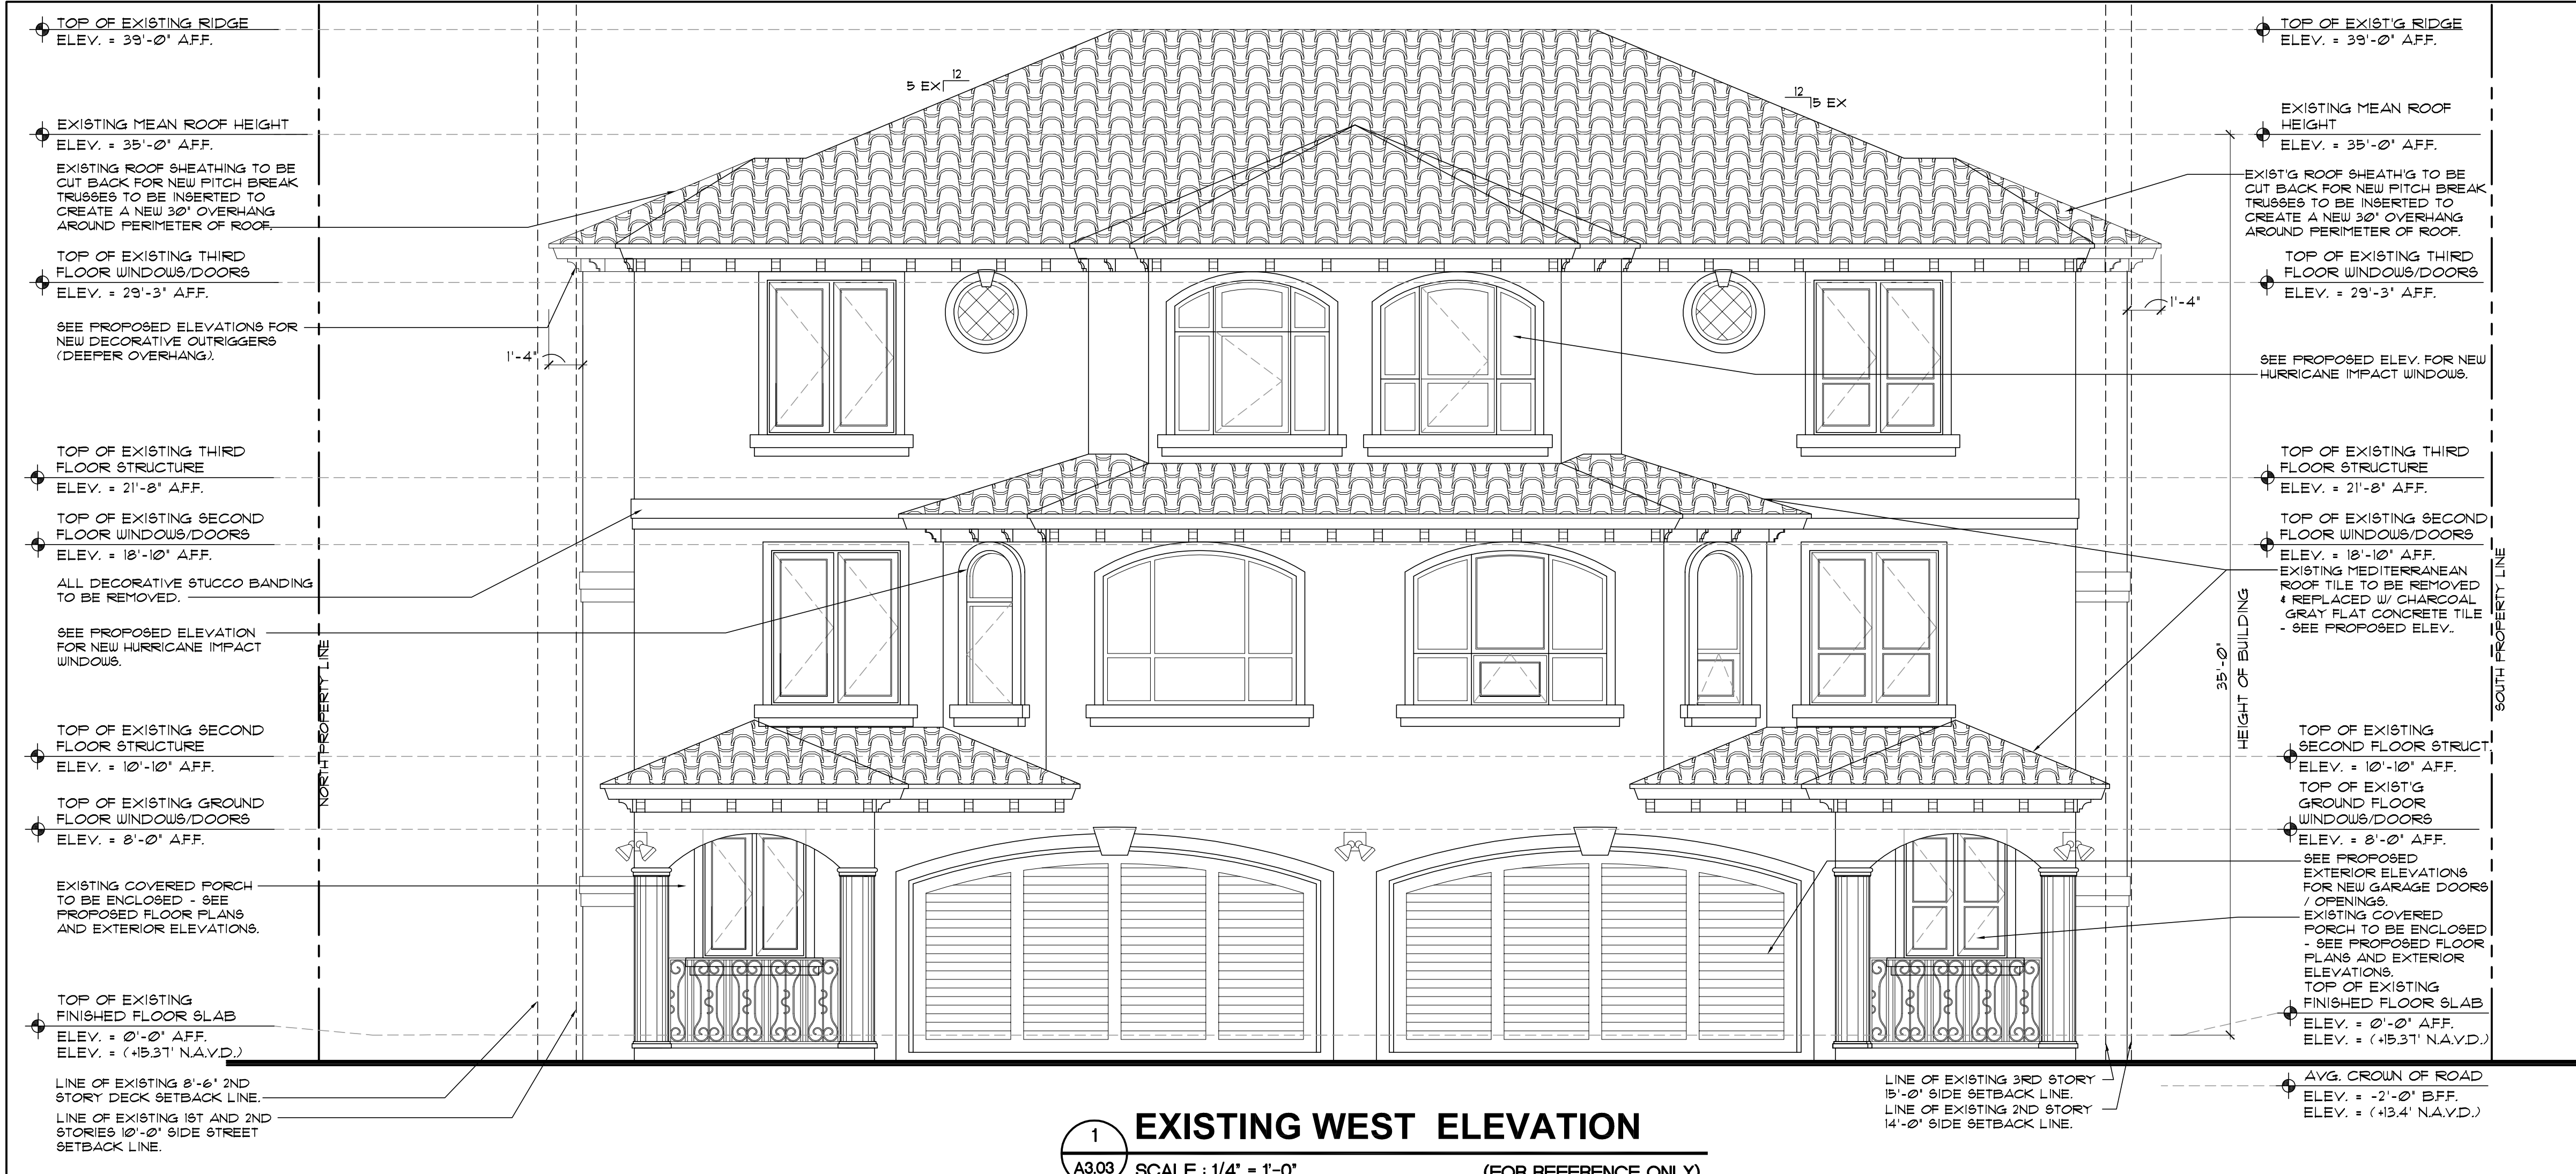 TOP OF EXISTING RIDGE
ELEV. = 39'-0" A.F.F.
EXISTING MEAN ROOF HEIGHT
ELEV. = 35'-0" A.F.F.
EXISTING ROOF SHEATHING TO BE
CUT BACK FOR NEW PITCH BREAK
TRUSSES TO BE INSERTED TO
CREATE A NEW 30" OVERHANG
AROUND PERIMETER OF ROOF.
TOP OF EXISTING THIRD
FLOOR WINDOWS/DOORS
ELEV. = 29'-3" A.F.F.
SEE PROPOSED ELEVATIONS FOR
NEW DECORATIVE OUTRIGGERS
(DEEPER OVERHANG).
TOP OF EXISTING THIRD
FLOOR STRUCTURE
ELEV. = 21'-8" A.F.F.
TOP OF EXISTING SECOND
FLOOR WINDOWS/DOORS
ELEV. = 18'-10" A.F.F.
ALL DECORATIVE STUCCO BANDING
TO BE REMOVED.
SEE PROPOSED ELEVATION
FOR NEW HURRICANE IMPACT
WINDOWS.
TOP OF EXISTING SECOND
FLOOR STRUCTURE
ELEV. = 10'-10" A.F.F.
TOP OF EXISTING GROUND
FLOOR WINDOWS/DOORS
ELEV. = 8'-0" A.F.F.
EXISTING COVERED PORCH
TO BE ENCLOSED - SEE
PROPOSED FLOOR PLANS
AND EXTERIOR ELEVATIONS.
TOP OF EXISTING
FINISHED FLOOR SLAB
ELEV. = 0'-0" A.F.F.
ELEV. = (+15.37' N.A.V.D.)
LINE OF EXISTING 8'-6" 2ND
STORY DECK SETBACK LINE.
LINE OF EXISTING 1ST AND 2ND
STORIES 10'-0" SIDE STREET
SETBACK LINE.
NORTH PROPERTY LINE
1'-4"
12
5 EX
12
5 EX
1'-4"
TOP OF EXIST'G RIDGE
ELEV. = 39'-0" A.F.F.
EXISTING MEAN ROOF
HEIGHT
ELEV. = 35'-0" A.F.F.
EXIST'G ROOF SHEATH'G TO BE
CUT BACK FOR NEW PITCH BREAK
TRUSSES TO BE INSERTED TO
CREATE A NEW 30" OVERHANG
AROUND PERIMETER OF ROOF.
TOP OF EXISTING THIRD
FLOOR WINDOWS/DOORS
ELEV. = 29'-3" A.F.F.
SEE PROPOSED ELEV. FOR NEW
HURRICANE IMPACT WINDOWS.
TOP OF EXISTING THIRD
FLOOR STRUCTURE
ELEV. = 21'-8" A.F.F.
TOP OF EXISTING SECOND
FLOOR WINDOWS/DOORS
ELEV. = 18'-10" A.F.F.
EXISTING MEDITERRANEAN
ROOF TILE TO BE REMOVED
& REPLACED W/ CHARCOAL
GRAY FLAT CONCRETE TILE
- SEE PROPOSED ELEV..
35'-0"
HEIGHT OF BUILDING
SOUTH PROPERTY LINE
TOP OF EXISTING
SECOND FLOOR STRUCT.
ELEV. = 10'-10" A.F.F.
TOP OF EXIST'G
GROUND FLOOR
WINDOWS/DOORS
ELEV. = 8'-0" A.F.F.
SEE PROPOSED
EXTERIOR ELEVATIONS
FOR NEW GARAGE DOORS
/ OPENINGS.
EXISTING COVERED
PORCH TO BE ENCLOSED
- SEE PROPOSED FLOOR
PLANS AND EXTERIOR
ELEVATIONS.
TOP OF EXISTING
FINISHED FLOOR SLAB
ELEV. = 0'-0" A.F.F.
ELEV. = (+15.37' N.A.V.D.)
AVG. CROWN OF ROAD
ELEV. = -2'-0" B.F.F.
ELEV. = (+13.4' N.A.V.D.)
LINE OF EXISTING 3RD STORY
15'-0" SIDE SETBACK LINE.
LINE OF EXISTING 2ND STORY
14'-0" SIDE SETBACK LINE.
1
A3.03
EXISTING WEST ELEVATION
SCALE : 1/4" = 1'-0"
(FOR REFERENCE ONLY)